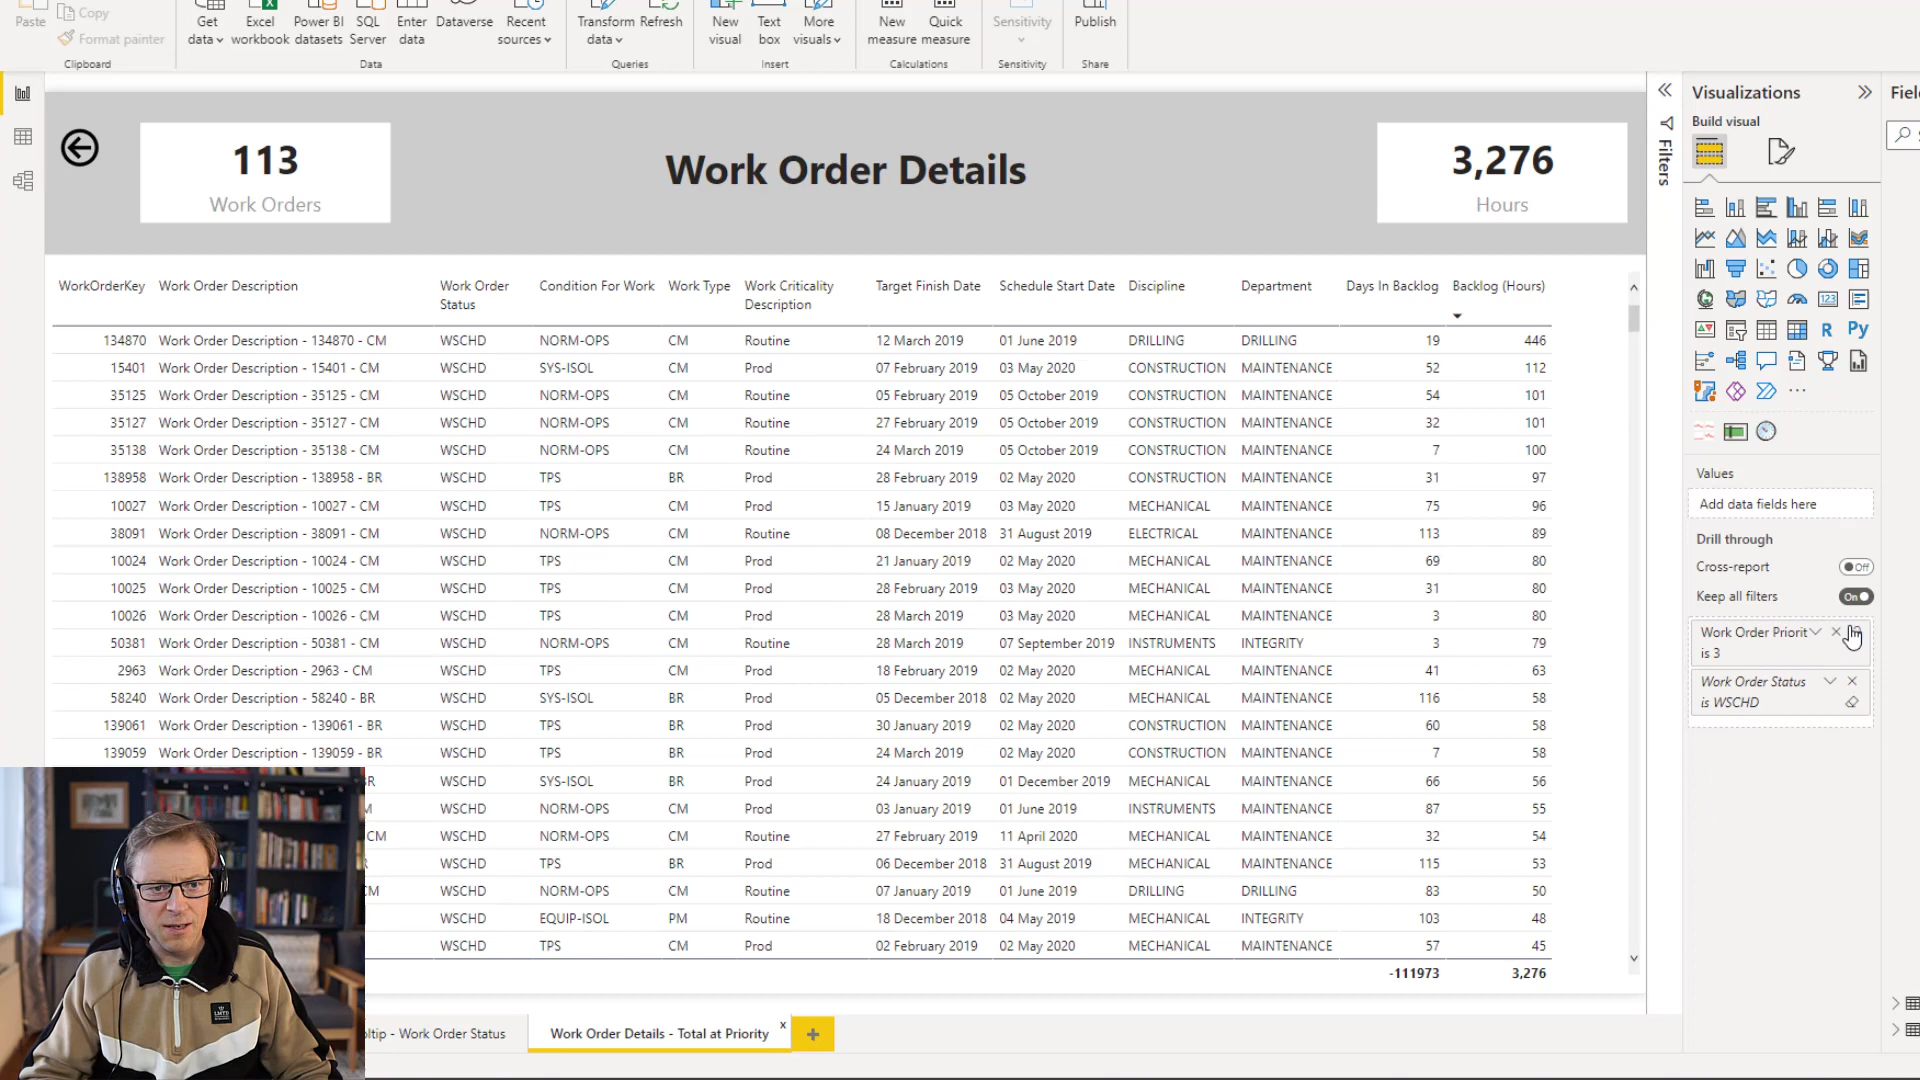 Paste
Copy
Format painter
Clipboard
Get data
Excel workbook
Power BI datasets
SQL Server
Enter data
Dataverse
Recent sources
Data
Transform data
Refresh
Queries
New visual
Text box
More visuals
Insert
New measure
Quick measure
Calculations
Sensitivity
Sensitivity
Publish
Share
113
Work Orders
Work Order Details
3,276
Hours
WorkOrderKey Work Order Description Work Order Status Condition For Work Work Type Work Criticality Description Target Finish Date Schedule Start Date Discipline Department Days In Backlog Backlog (Hours)
134870 Work Order Description - 134870 - CM WSCHD NORM-OPS CM Routine 12 March 2019 01 June 2019 DRILLING DRILLING 19 446
15401 Work Order Description - 15401 - CM WSCHD SYS-ISOL CM Prod 07 February 2019 03 May 2020 CONSTRUCTION MAINTENANCE 52 112
35125 Work Order Description - 35125 - CM WSCHD NORM-OPS CM Routine 05 February 2019 05 October 2019 CONSTRUCTION MAINTENANCE 54 101
35127 Work Order Description - 35127 - CM WSCHD NORM-OPS CM Routine 27 February 2019 05 October 2019 CONSTRUCTION MAINTENANCE 32 101
35138 Work Order Description - 35138 - CM WSCHD NORM-OPS CM Routine 24 March 2019 05 October 2019 CONSTRUCTION MAINTENANCE 7 100
138958 Work Order Description - 138958 - BR WSCHD TPS BR Prod 28 February 2019 02 May 2020 CONSTRUCTION MAINTENANCE 31 97
10027 Work Order Description - 10027 - CM WSCHD TPS CM Prod 15 January 2019 03 May 2020 MECHANICAL MAINTENANCE 75 96
38091 Work Order Description - 38091 - CM WSCHD NORM-OPS CM Routine 08 December 2018 31 August 2019 ELECTRICAL MAINTENANCE 113 89
10024 Work Order Description - 10024 - CM WSCHD TPS CM Prod 21 January 2019 02 May 2020 MECHANICAL MAINTENANCE 69 80
10025 Work Order Description - 10025 - CM WSCHD TPS CM Prod 28 February 2019 03 May 2020 MECHANICAL MAINTENANCE 31 80
10026 Work Order Description - 10026 - CM WSCHD TPS CM Prod 28 March 2019 03 May 2020 MECHANICAL MAINTENANCE 3 80
50381 Work Order Description - 50381 - CM WSCHD NORM-OPS CM Routine 28 March 2019 07 September 2019 INSTRUMENTS INTEGRITY 3 79
2963 Work Order Description - 2963 - CM WSCHD TPS CM Prod 18 February 2019 02 May 2020 MECHANICAL MAINTENANCE 41 63
58240 Work Order Description - 58240 - BR WSCHD SYS-ISOL BR Prod 05 December 2018 02 May 2020 MECHANICAL MAINTENANCE 116 58
139061 Work Order Description - 139061 - BR WSCHD TPS BR Prod 30 January 2019 02 May 2020 CONSTRUCTION MAINTENANCE 60 58
139059 Work Order Description - 139059 - BR WSCHD TPS BR Prod 24 March 2019 02 May 2020 CONSTRUCTION MAINTENANCE 7 58
BR WSCHD SYS-ISOL BR Prod 24 January 2019 01 December 2019 MECHANICAL MAINTENANCE 66 56
WSCHD NORM-OPS CM Prod 03 January 2019 01 June 2019 INSTRUMENTS MAINTENANCE 87 55
CM WSCHD NORM-OPS CM Routine 27 February 2019 11 April 2020 MECHANICAL MAINTENANCE 32 54
WSCHD TPS BR Prod 06 December 2018 31 August 2019 MECHANICAL MAINTENANCE 115 53
CM WSCHD NORM-OPS CM Routine 07 January 2019 01 June 2019 DRILLING DRILLING 83 50
WSCHD EQUIP-ISOL PM Routine 18 December 2018 04 May 2019 MECHANICAL INTEGRITY 103 48
WSCHD TPS CM Prod 02 February 2019 02 May 2020 MECHANICAL MAINTENANCE 57 45
-111973 3,276
oltip - Work Order Status
Work Order Details - Total at Priority
x
+
Filters
Visualizations
Build visual
123
R
Py
Values
Add data fields here
Drill through
Cross-report Off
Keep all filters On
Work Order Priorit
is 3
Work Order Status
is WSCHD
Fiel
LMTD